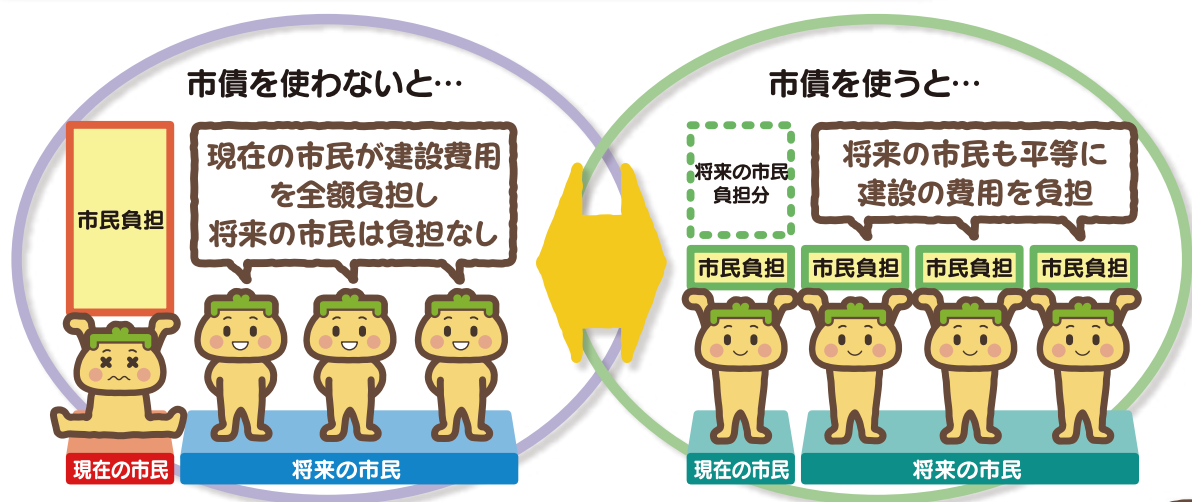 市債を使わないと…
市民負担
現在の市民が建設費用
を全額負担し
将来の市民は負担なし
現在の市民
将来の市民
市債を使うと…
将来の市民
負担分
将来の市民も平等に
建設の費用を負担
市民負担
市民負担
市民負担
市民負担
現在の市民
将来の市民